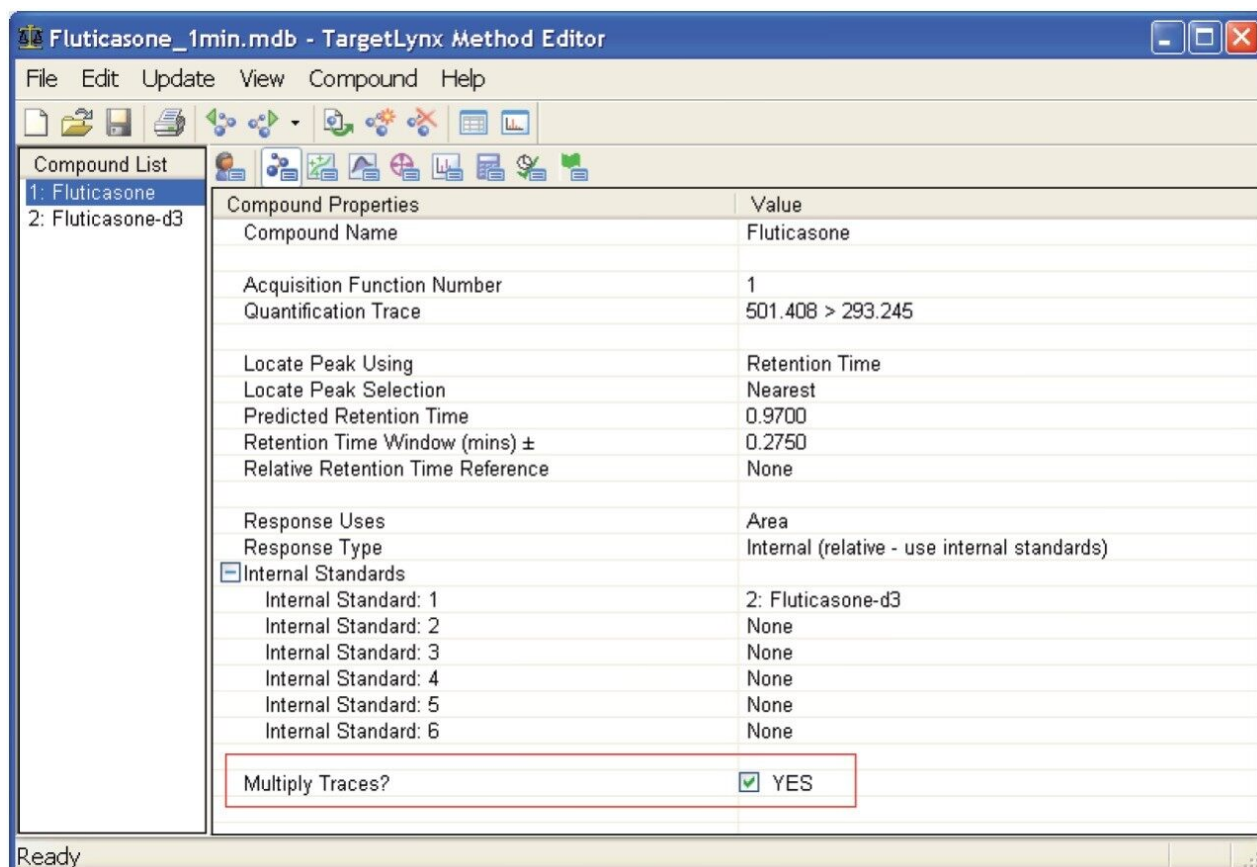 Fluticasone_1min.mdb - TargetLynx Method Editor
File Edit Update View Compound Help
Compound List
1: Fluticasone
2: Fluticasone-d3
Compound Properties Value
Compound Name Fluticasone
Acquisition Function Number 1
Quantification Trace 501.408 > 293.245
Locate Peak Using Retention Time
Locate Peak Selection Nearest
Predicted Retention Time 0.9700
Retention Time Window (mins) ± 0.2750
Relative Retention Time Reference None
Response Uses Area
Response Type Internal (relative - use internal standards)
Internal Standards
Internal Standard: 1 2: Fluticasone-d3
Internal Standard: 2 None
Internal Standard: 3 None
Internal Standard: 4 None
Internal Standard: 5 None
Internal Standard: 6 None
Multiply Traces? YES
Ready